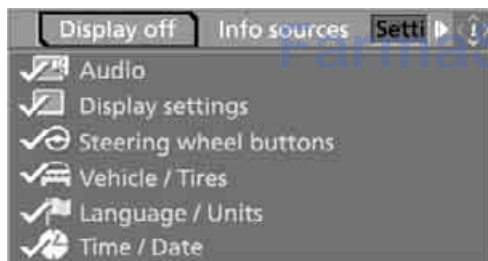 Display off Info sources Setti
Audio
Display settings
Steering wheel buttons
Vehicle / Tires
Language / Units
Time / Date